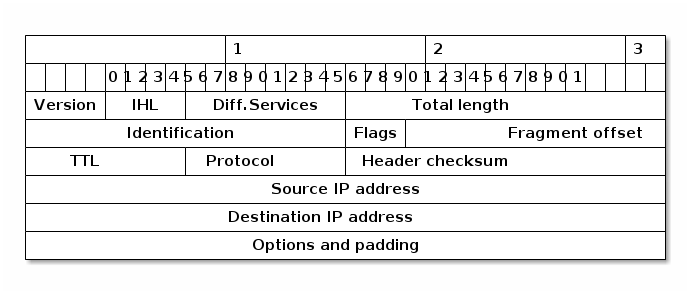 1 2 3
0 1 2 3 4 5 6 7 8 9 0 1 2 3 4 5 6 7 8 9 0 1 2 3 4 5 6 7 8 9 0 1
Version IHL Diff.Services Total length
Identification Flags Fragment offset
TTL Protocol Header checksum
Source IP address
Destination IP address
Options and padding